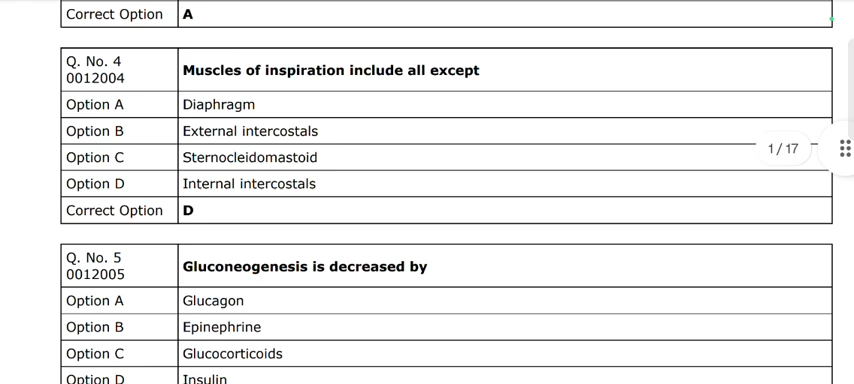 Correct Option A
Q. No. 4
0012004
Muscles of inspiration include all except
Option A Diaphragm
Option B External intercostals
Option C Sternocleidomastoid
1 / 17
Option D Internal intercostals
Correct Option D
Q. No. 5
0012005
Gluconeogenesis is decreased by
Option A Glucagon
Option B Epinephrine
Option C Glucocorticoids
Option D Insulin